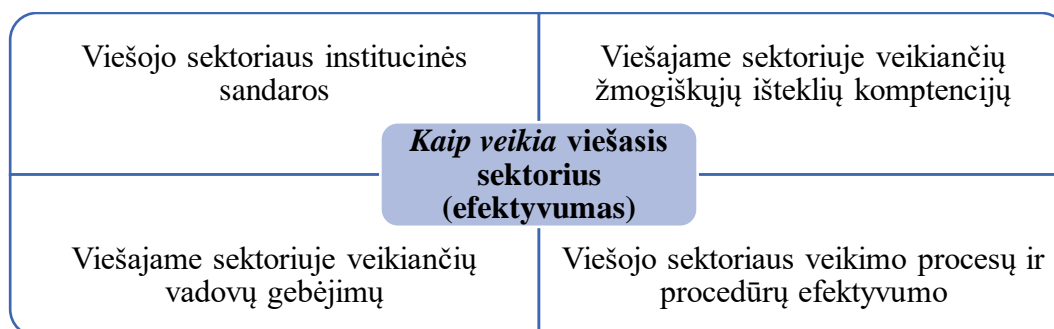 Viešojo sektoriaus institucinės
sandaros
Viešajame sektoriuje veikiančių
žmogiškųjų išteklių komptencijų
Kaip veikia viešasis
sektorius
(efektyvumas)
Viešajame sektoriuje veikiančių
vadovų gebėjimų
Viešojo sektoriaus veikimo procesų ir
procedūrų efektyvumo